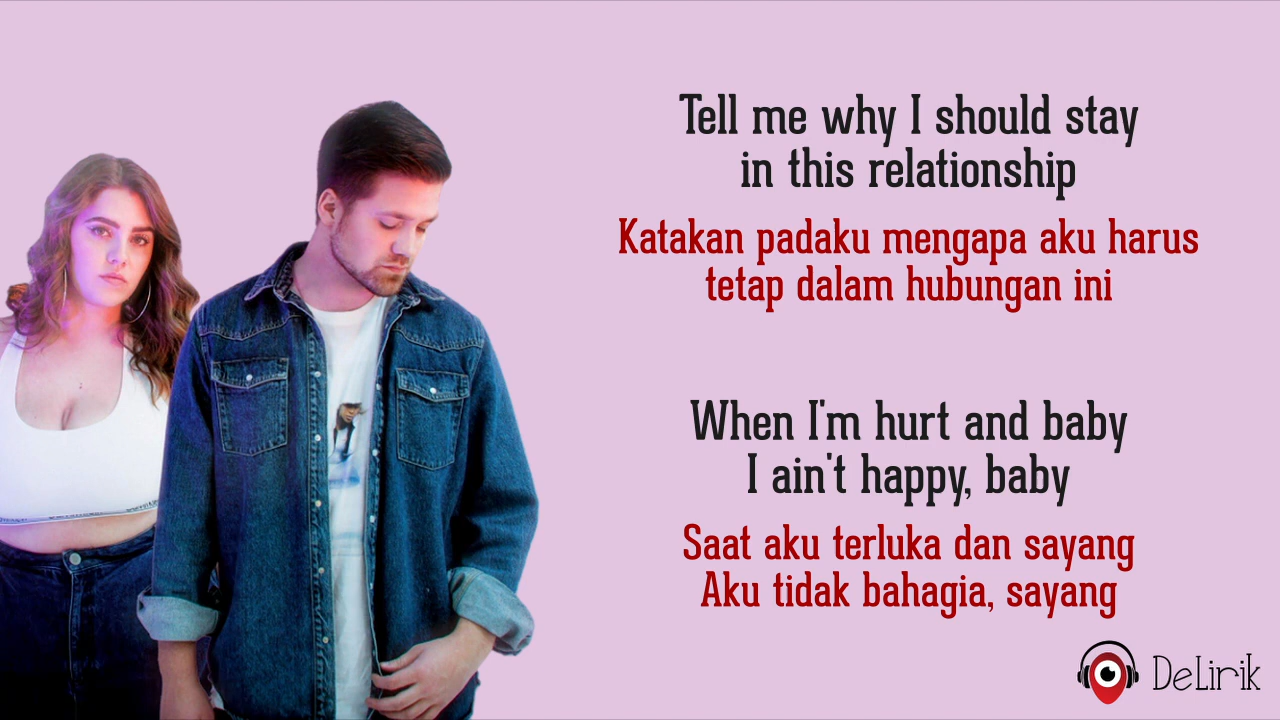 Tell me why I should stay
in this relationship
Katakan padaku mengapa aku harus
tetap dalam hubungan ini
When I'm hurt and baby
I ain't happy, baby
Saat aku terluka dan sayang
Aku tidak bahagia, sayang
DeLirik